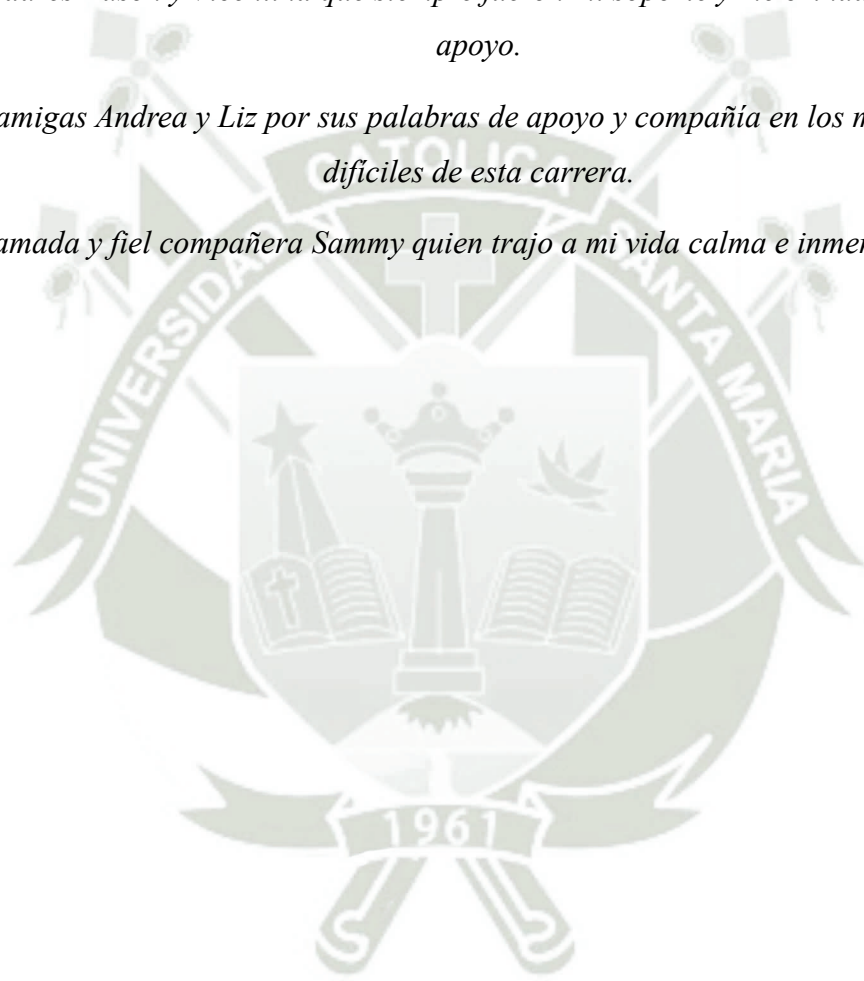 apoyo.
amigas Andrea y Liz por sus palabras de apoyo y compañía en los
difíciles de esta carrera.
amada y fiel compañera Sammy quien trajo a mi vida calma e
CATOLICA
UNIVERSIDAD
SANTA MARIA
1961